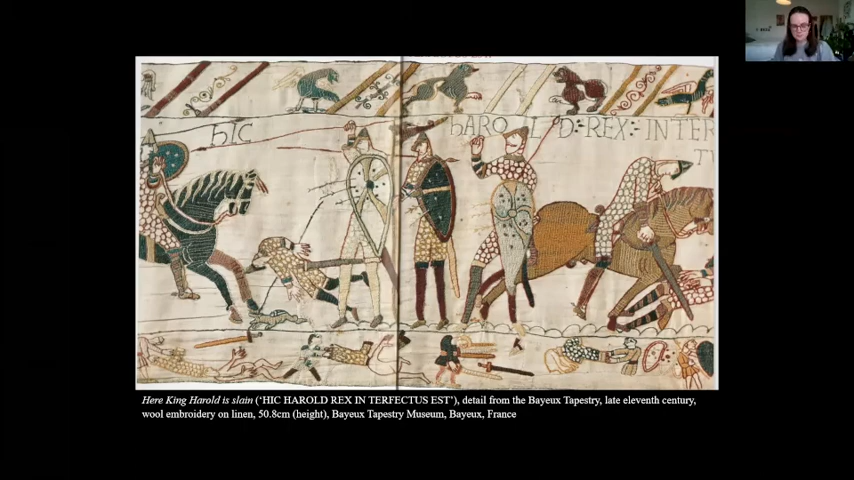 HIC
HAROLD:REX:INTER
Here King Harold is slain (‘HIC HAROLD REX IN TERFECTUS EST’), detail from the Bayeux Tapestry, late eleventh century,
wool embroidery on linen, 50.8cm (height), Bayeux Tapestry Museum, Bayeux, France